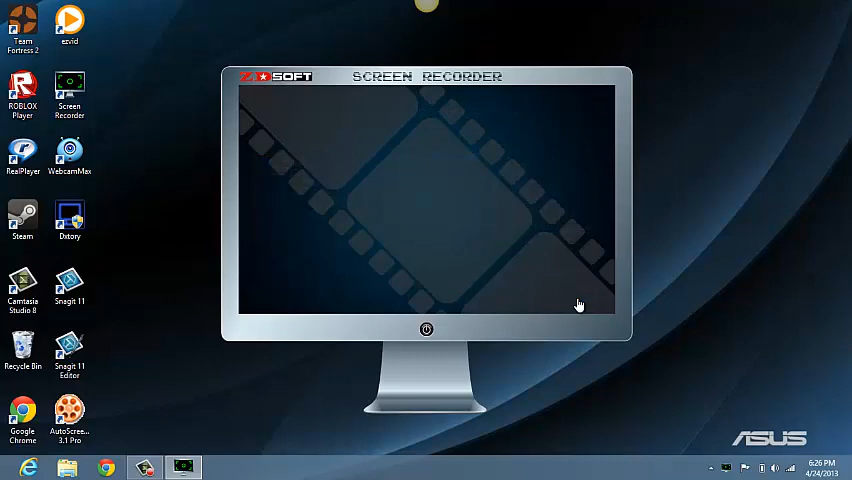 Team
Fortress 2
ezvid
ROBLOX
Player
Screen
Recorder
RealPlayer
WebcamMax
Steam
Dxtory
Camtasia
Studio 8
Snagit 11
Recycle Bin
Snagit 11
Editor
Google
Chrome
AutoScree...
3.1 Pro
ZD SOFT
SCREEN RECORDER
ASUS
6:26 PM
4/24/2013